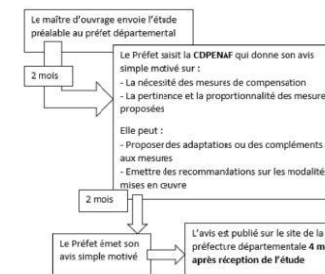 Le maître d'ouvrage envoie l'étude
préalable au préfet départemental
2 mois
Le Préfet saisit la CDPENAF qui donne son avis
simple motivé sur :
- La nécessité des mesures de compensation
- La pertinence et la proportionnalité des mesure
proposées
Elle peut :
- Proposer des adaptations ou des compléments
aux mesures
- Emettre des recommandations sur les modalité
mises en œuvre
2 mois
Le Préfet émet son
avis simple motivé
L'avis est publié sur le site de la
préfecture départementale 4 m
après réception de l'étude